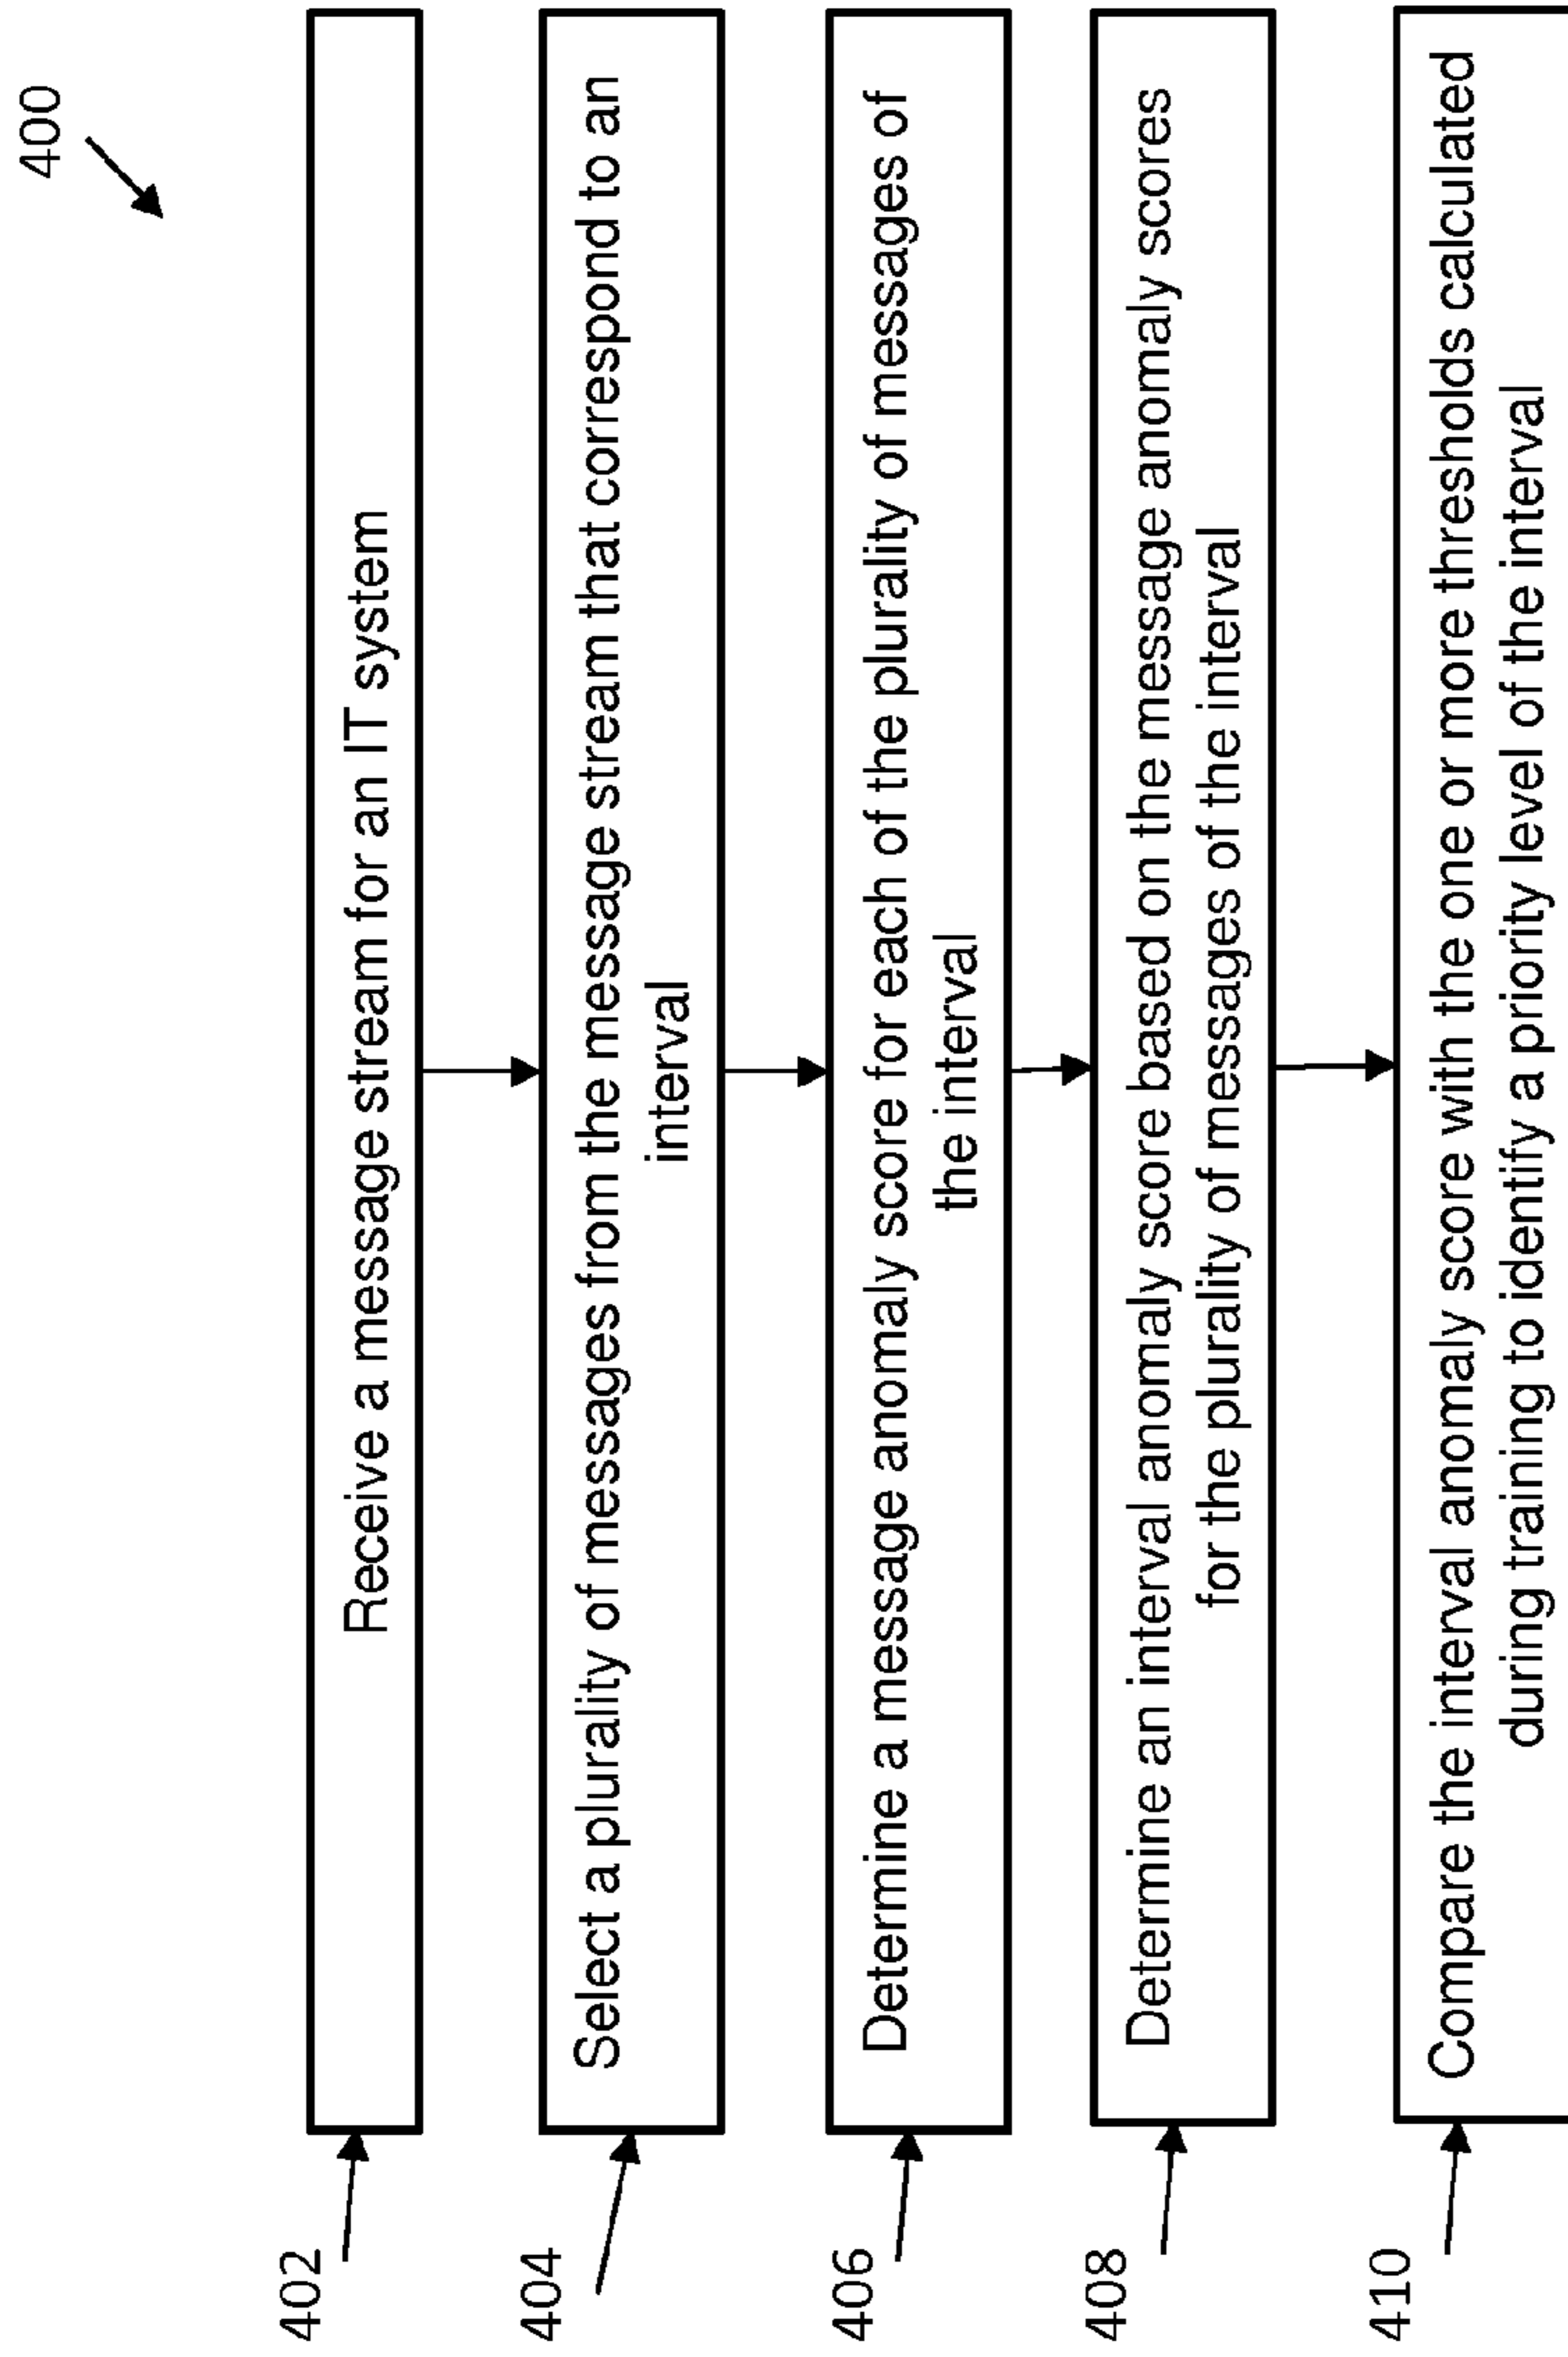 400
402
Receive a message stream for an IT system
404
Select a plurality of messages from the message stream that correspond to an
interval
406
Determine a message anomaly score for each of the plurality of messages of
the interval
408
Determine an interval anomaly score based on the message anomaly scores
for the plurality of messages of the interval
410
Compare the interval anomaly score with the one or more thresholds calculated
during training to identify a priority level of the interval